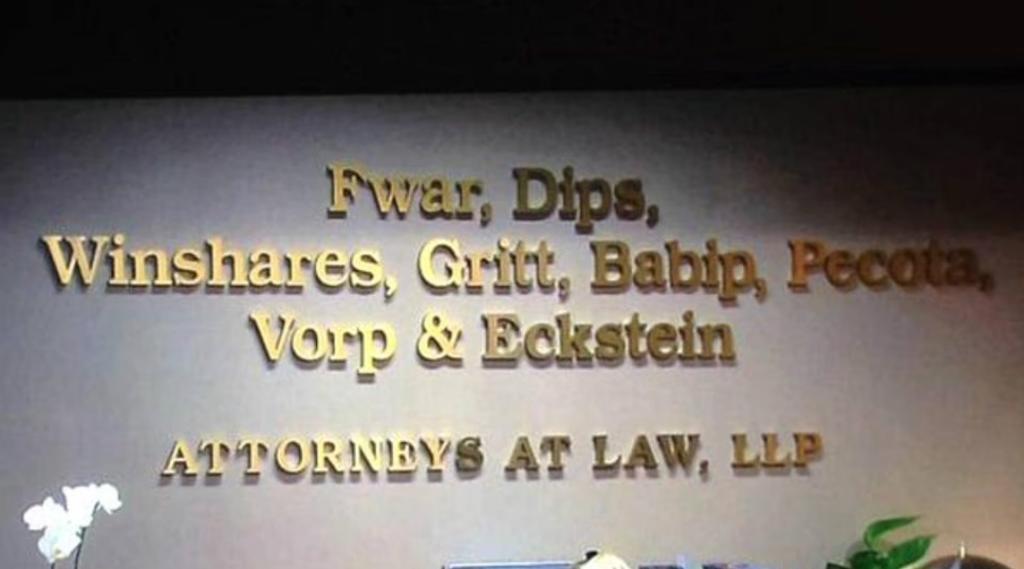 Fwar, Dips,
Winshares, Gritt, Babip, Pecota,
Vorp & Eckstein
ATTORNEYS AT LAW, LLP